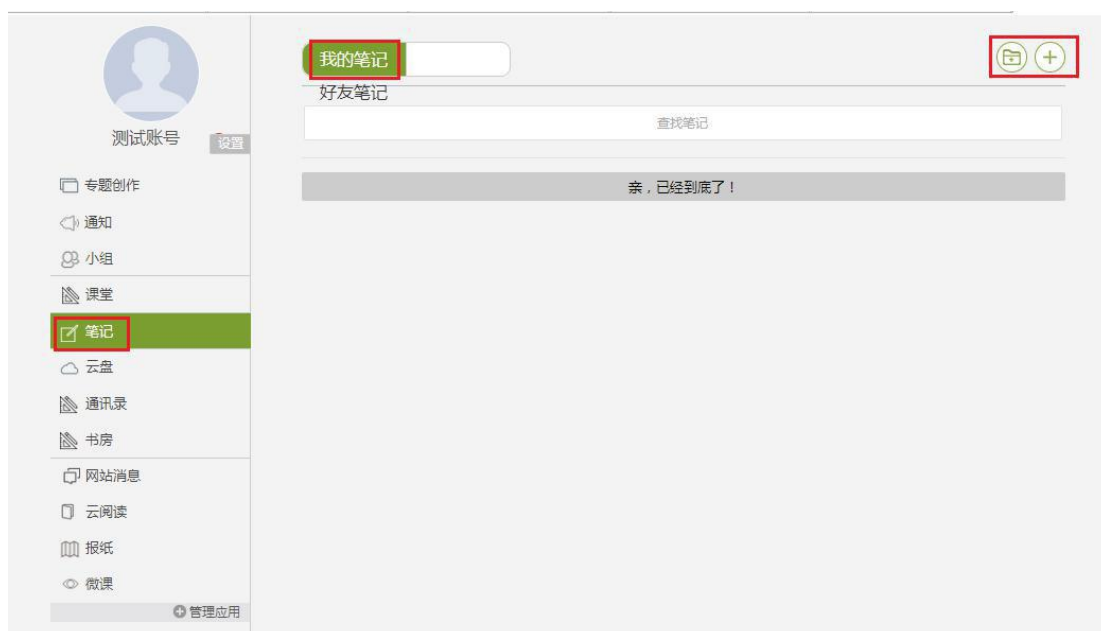 测试账号
设置
专题创作
通知
小组
课堂
笔记
云盘
通讯录
书房
网站消息
云阅读
报纸
微课
管理应用
我的笔记
好友笔记
查找笔记
亲，已经到底了！